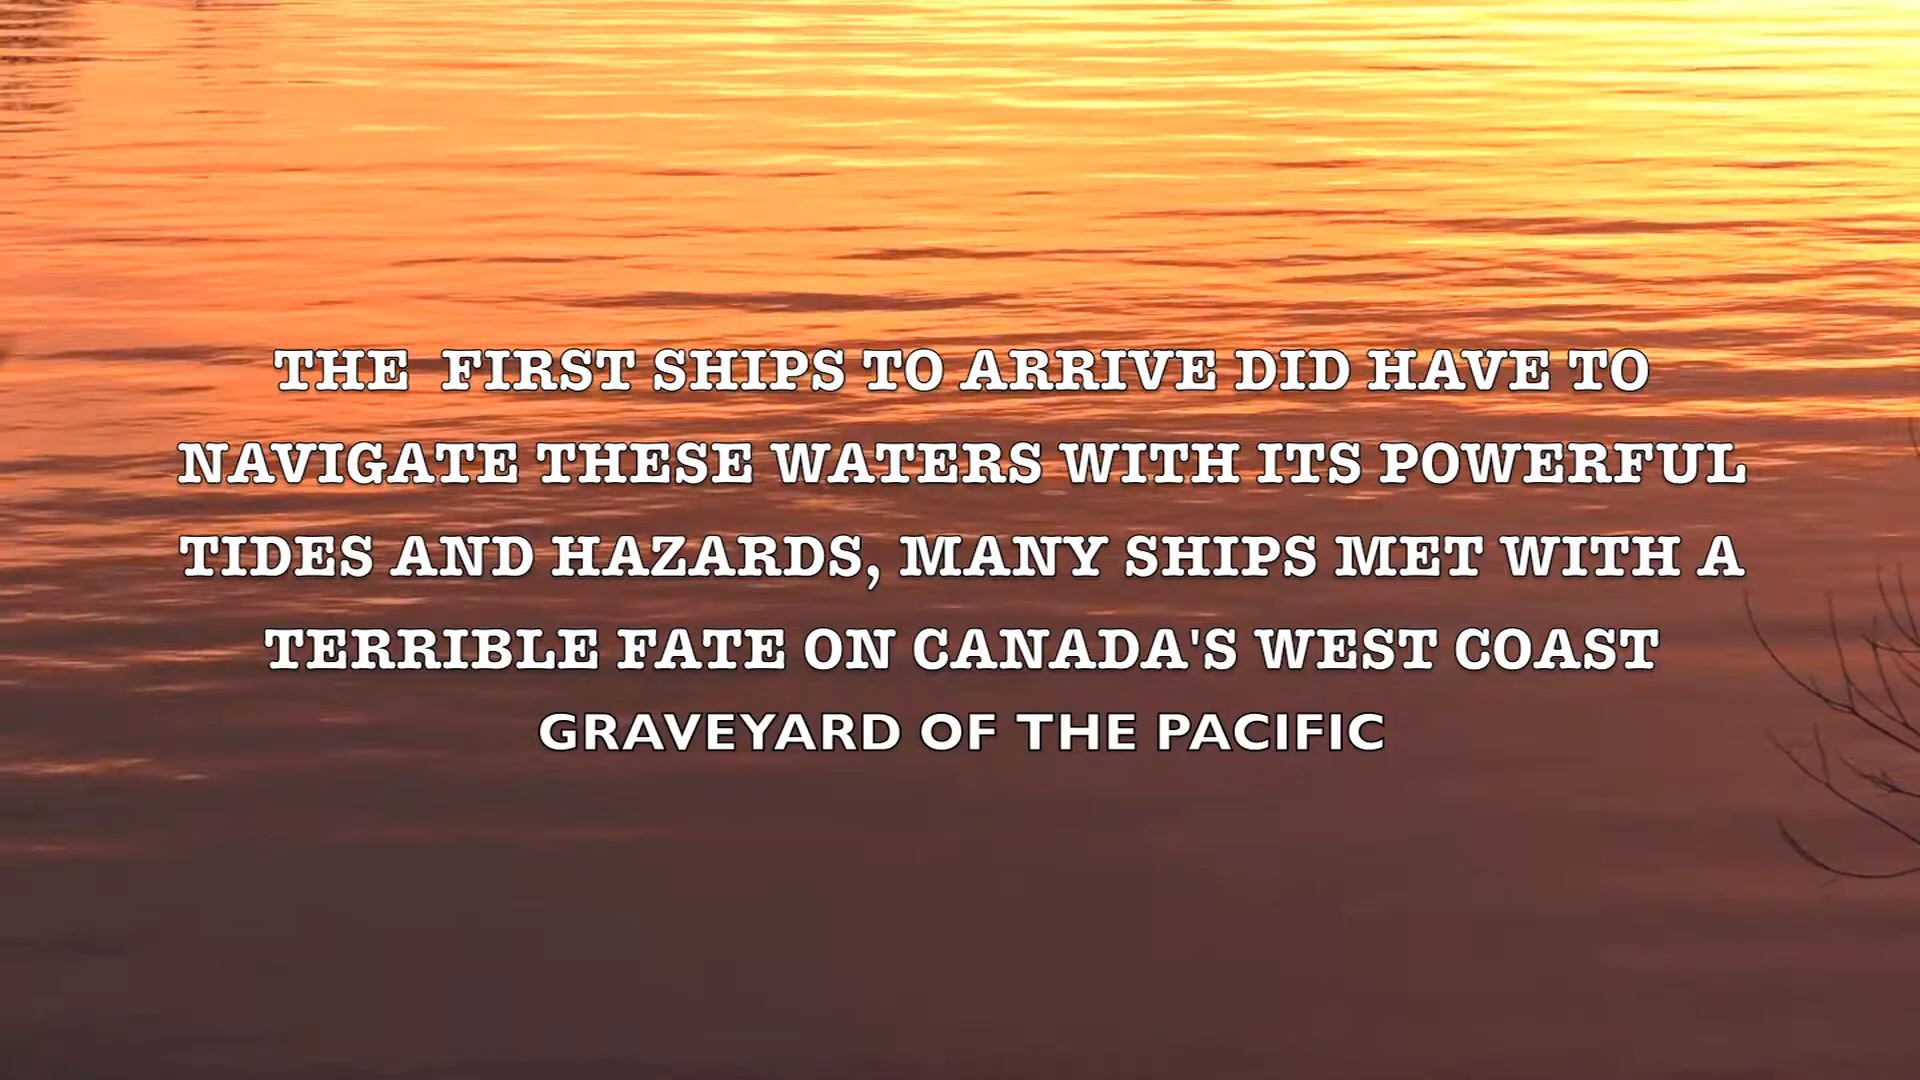 THE  FIRST SHIPS TO ARRIVE DID HAVE TO
NAVIGATE THESE WATERS WITH ITS POWERFUL
TIDES AND HAZARDS, MANY SHIPS MET WITH A
TERRIBLE FATE ON CANADA'S WEST COAST
GRAVEYARD OF THE PACIFIC